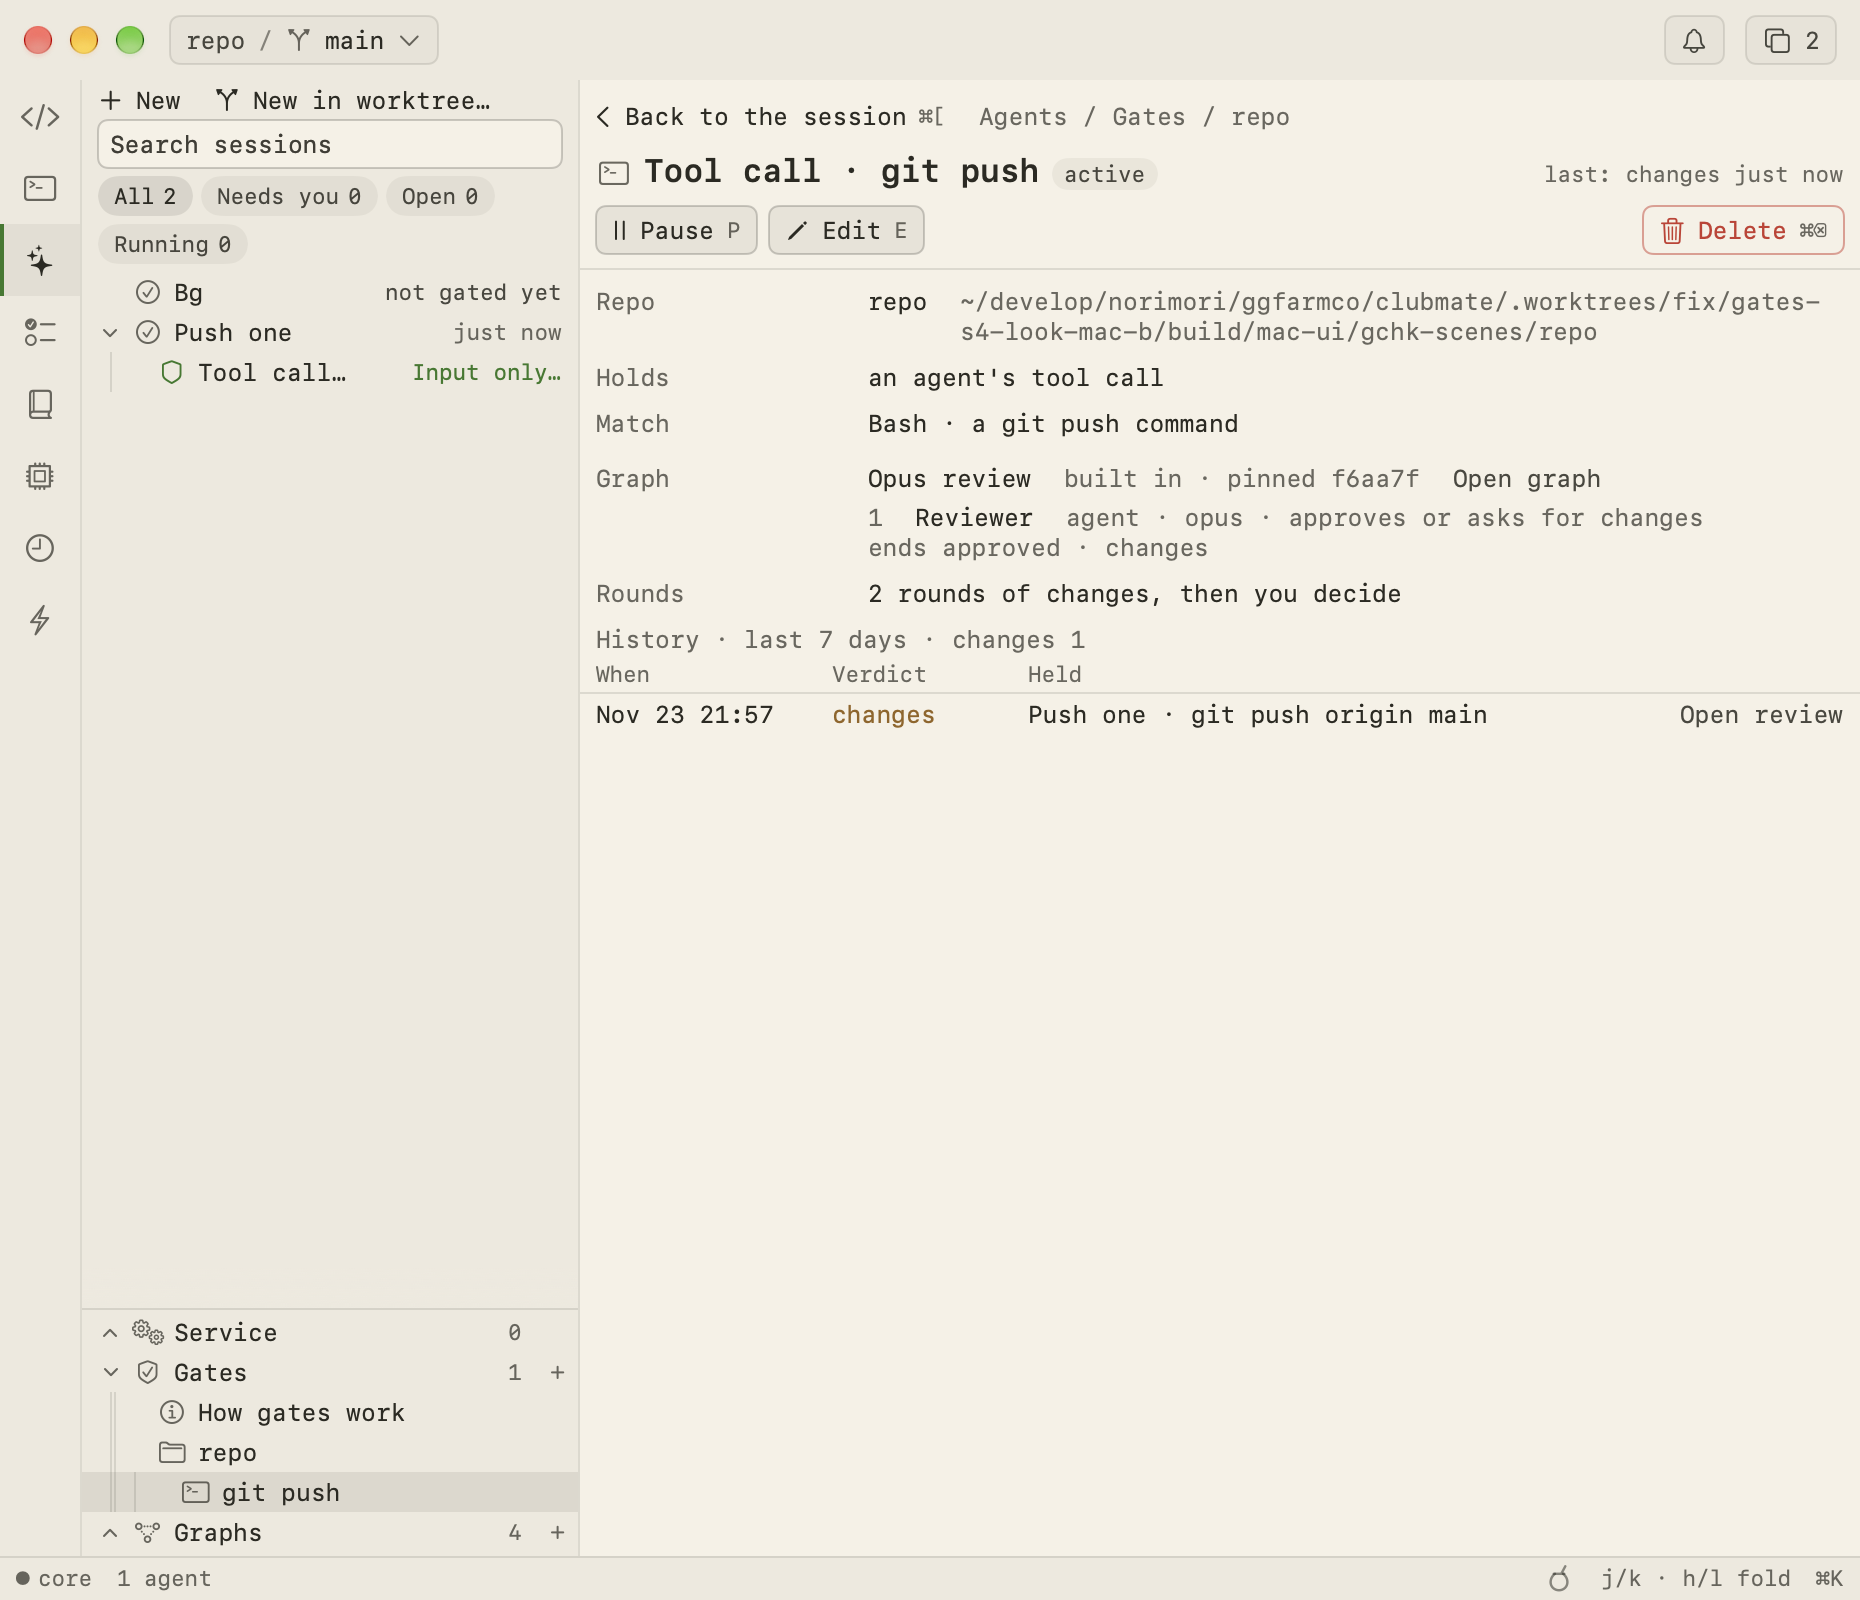 repo / main
2
New New in worktree…
Search sessions
All 2 Needs you 0 Open 0
Running 0
Bg not gated yet
Push one just now
Tool call… Input only…
Service 0
Gates 1 +
How gates work
repo
git push
Graphs 4 +
Back to the session ⌘[ Agents / Gates / repo
Tool call · git push active last: changes just now
Pause P Edit E Delete ⌘⌫
Repo repo ~/develop/norimori/ggfarmco/clubmate/.worktrees/fix/gates-
s4-look-mac-b/build/mac-ui/gchk-scenes/repo
Holds an agent's tool call
Match Bash · a git push command
Graph Opus review built in · pinned f6aa7f Open graph
1 Reviewer agent · opus · approves or asks for changes
ends approved · changes
Rounds 2 rounds of changes, then you decide
History · last 7 days · changes 1
When Verdict Held
Nov 23 21:57 changes Push one · git push origin main Open review
core 1 agent j/k · h/l fold ⌘K